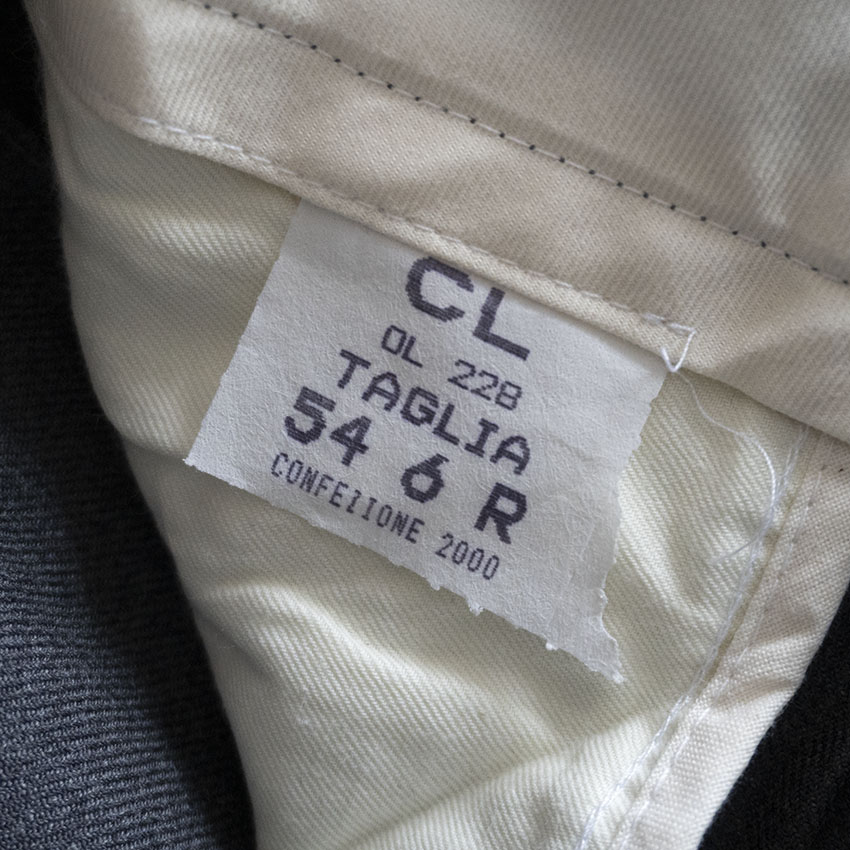 CL
OL 228
TAGLIA
54 6 R
CONFEZIONE 2000